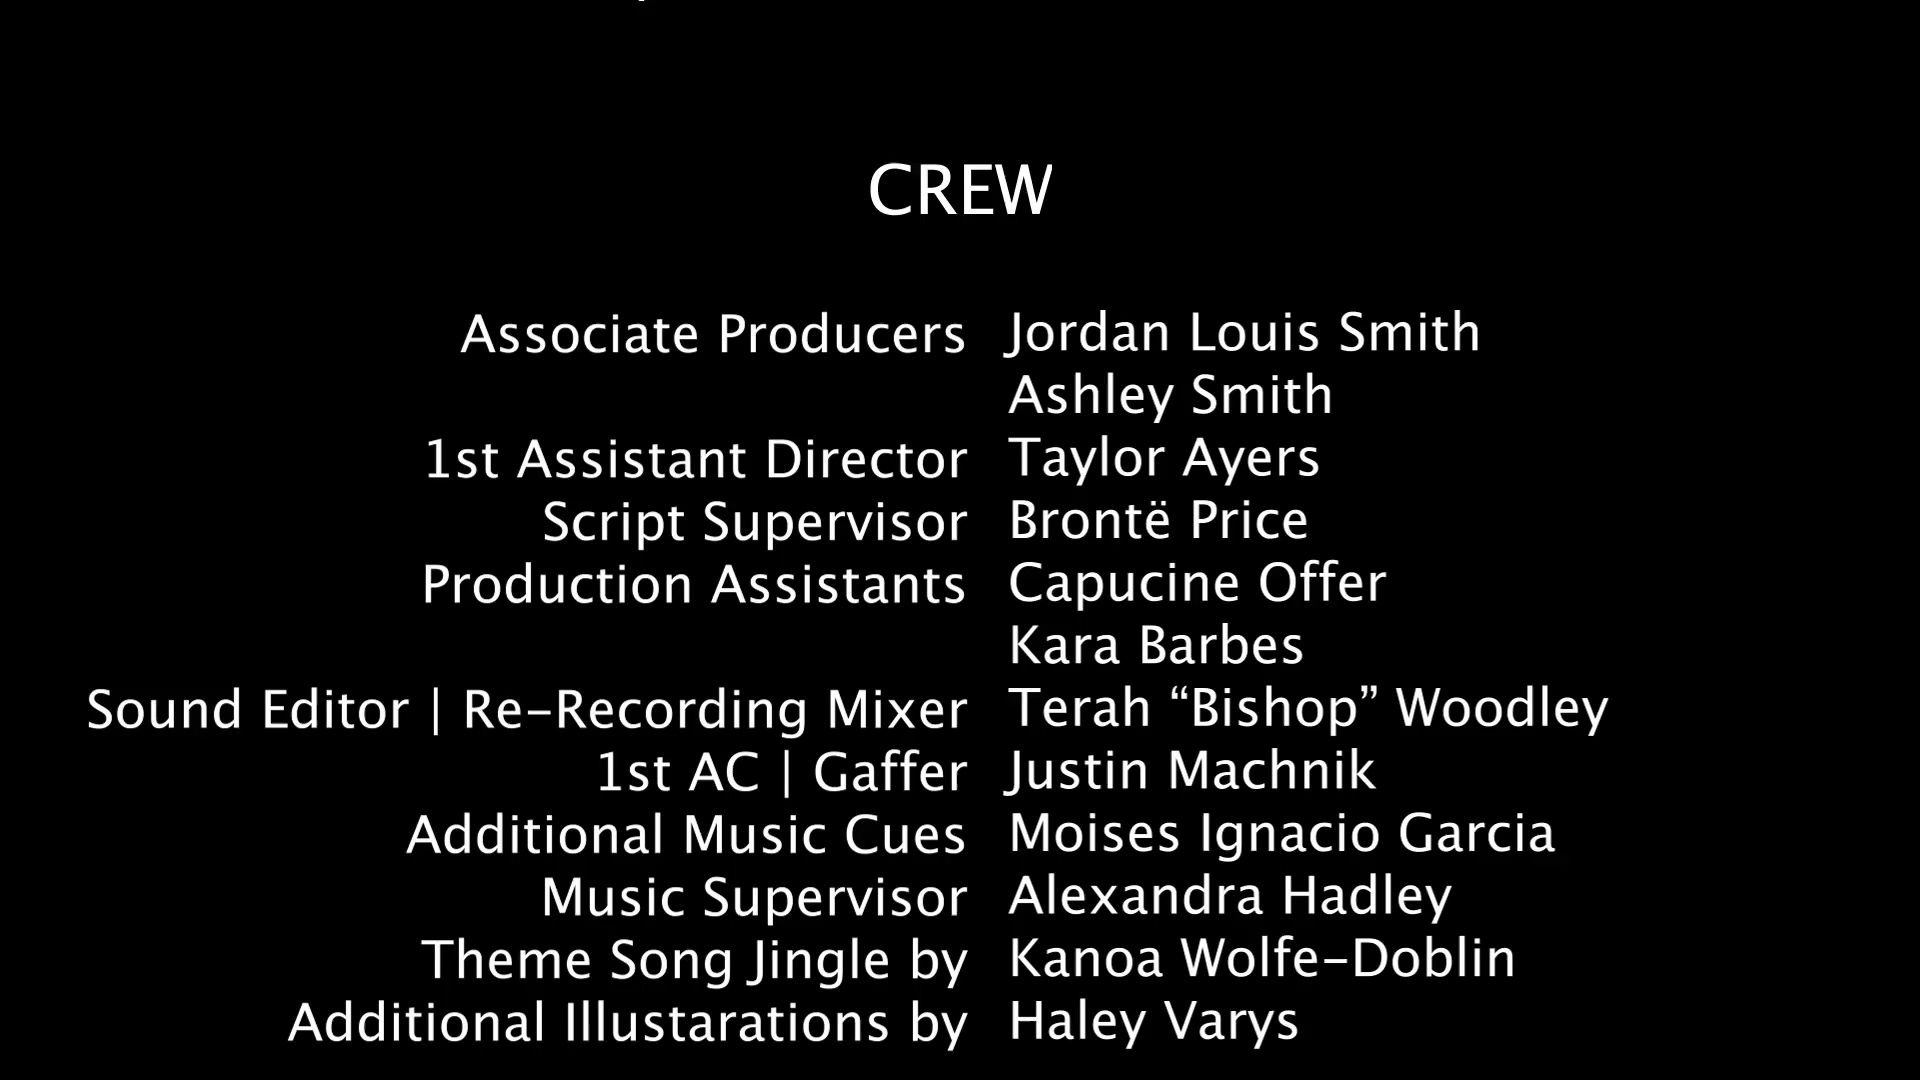 CREW
Associate Producers Jordan Louis Smith
Ashley Smith
1st Assistant Director Taylor Ayers
Script Supervisor Brontë Price
Production Assistants Capucine Offer
Kara Barbes
Sound Editor | Re-Recording Mixer Terah “Bishop” Woodley
1st AC | Gaffer Justin Machnik
Additional Music Cues Moises Ignacio Garcia
Music Supervisor Alexandra Hadley
Theme Song Jingle by Kanoa Wolfe-Doblin
Additional Illustarations by Haley Varys